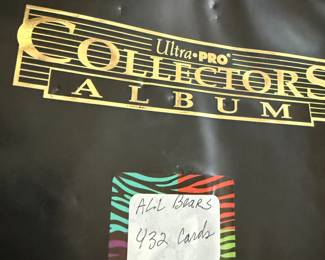 Ultra•PRO®
COLLECTORS
ALBUM
ALL Bears
432 Cards